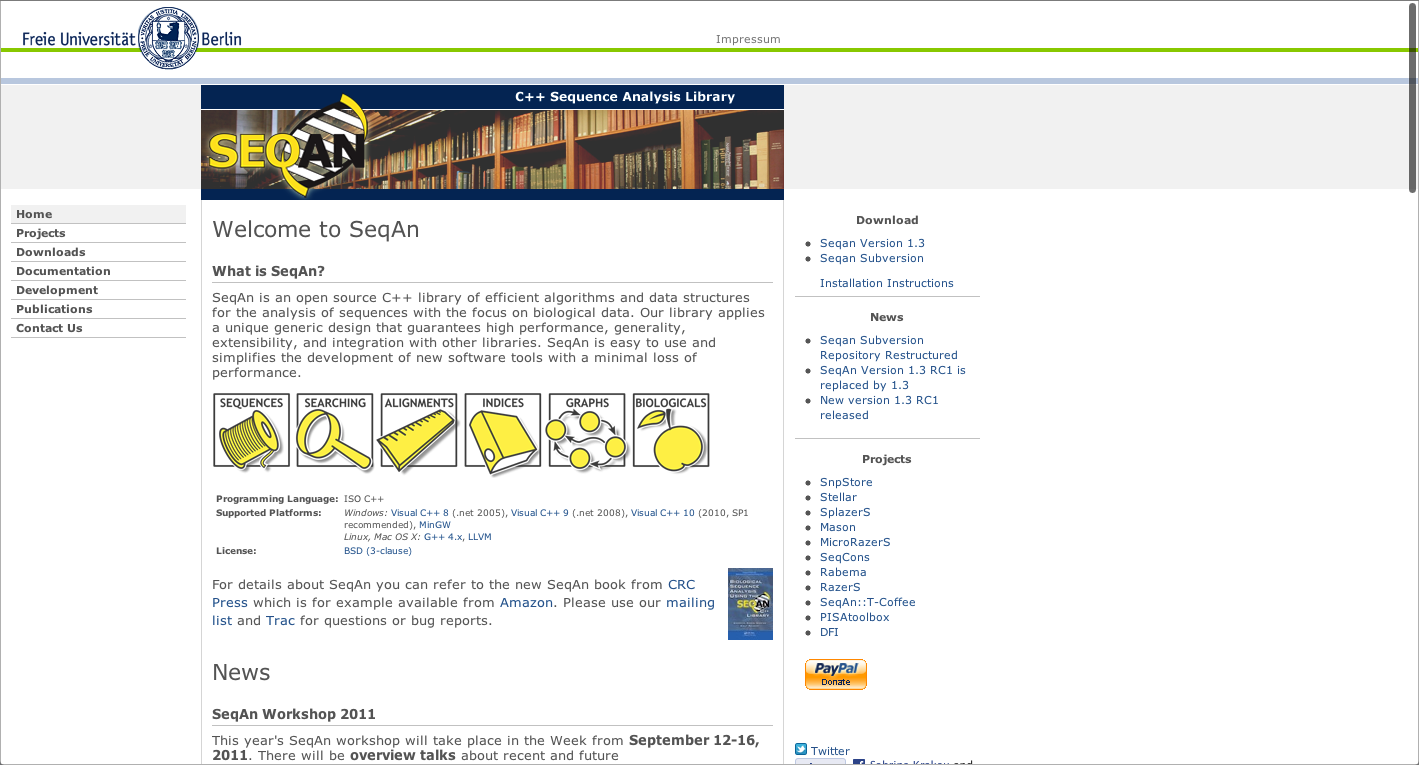 Freie Universität Berlin
Impressum
C++ Sequence Analysis Library
SEQAN
Home
Projects
Downloads
Documentation
Development
Publications
Contact Us
Welcome to SeqAn
What is SeqAn?
SeqAn is an open source C++ library of efficient algorithms and data structures
for the analysis of sequences with the focus on biological data. Our library applies
a unique generic design that guarantees high performance, generality,
extensibility, and integration with other libraries. SeqAn is easy to use and
simplifies the development of new software tools with a minimal loss of
performance.
SEQUENCES SEARCHING ALIGNMENTS INDICES GRAPHS BIOLOGICALS
Programming Language: ISO C++
Supported Platforms: Windows: Visual C++ 8 (.net 2005), Visual C++ 9 (.net 2008), Visual C++ 10 (2010, SP1
recommended), MinGW
Linux, Mac OS X: G++ 4.x, LLVM
License: BSD (3-clause)
For details about SeqAn you can refer to the new SeqAn book from CRC
Press which is for example available from Amazon. Please use our mailing
list and Trac for questions or bug reports.
BIOLOGICAL
SEQUENCE
ANALYSIS
USING THE
SEQAN
C++
LIBRARY
News
SeqAn Workshop 2011
This year's SeqAn workshop will take place in the Week from September 12-16,
2011. There will be overview talks about recent and future
Download
Seqan Version 1.3
Seqan Subversion
Installation Instructions
News
Seqan Subversion
Repository Restructured
SeqAn Version 1.3 RC1 is
replaced by 1.3
New version 1.3 RC1
released
Projects
SnpStore
Stellar
SplazerS
Mason
MicroRazerS
SeqCons
Rabema
RazerS
SeqAn::T-Coffee
PISAtoolbox
DFI
PayPal
Donate
Twitter
Sabrina Krakau and